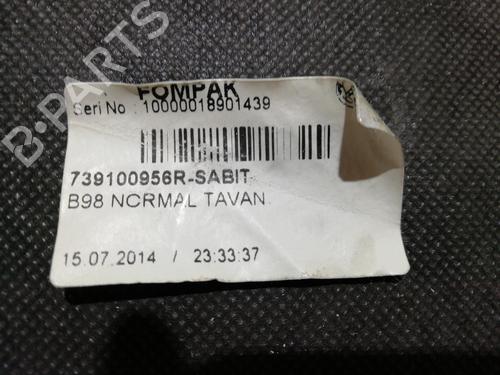 FOMPAK
Seri No : 10000018901439
739100956R-SABIT
B98 NORMAL TAVAN
15.07.2014 / 23:33:37
B-PARTS